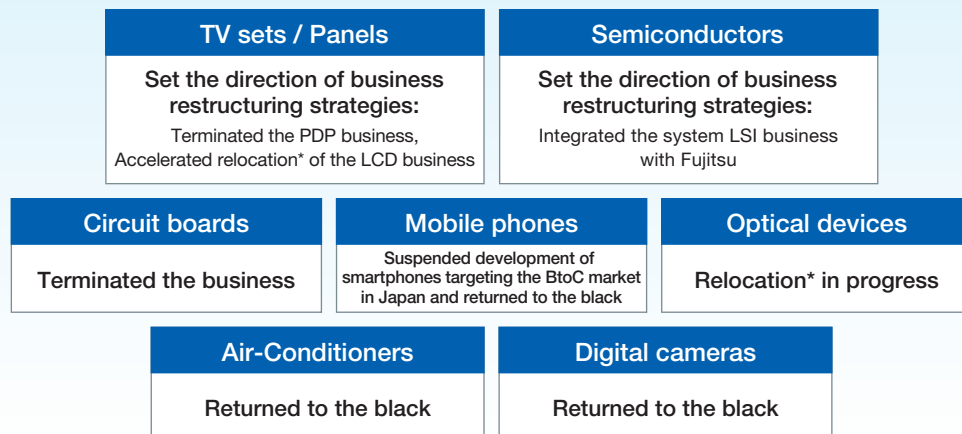 TV sets / Panels
Set the direction of business
restructuring strategies:
Terminated the PDP business,
Accelerated relocation* of the LCD business
Semiconductors
Set the direction of business
restructuring strategies:
Integrated the system LSI business
with Fujitsu
Circuit boards
Terminated the business
Mobile phones
Suspended development of
smartphones targeting the BtoC market
in Japan and returned to the black
Optical devices
Relocation* in progress
Air-Conditioners
Returned to the black
Digital cameras
Returned to the black